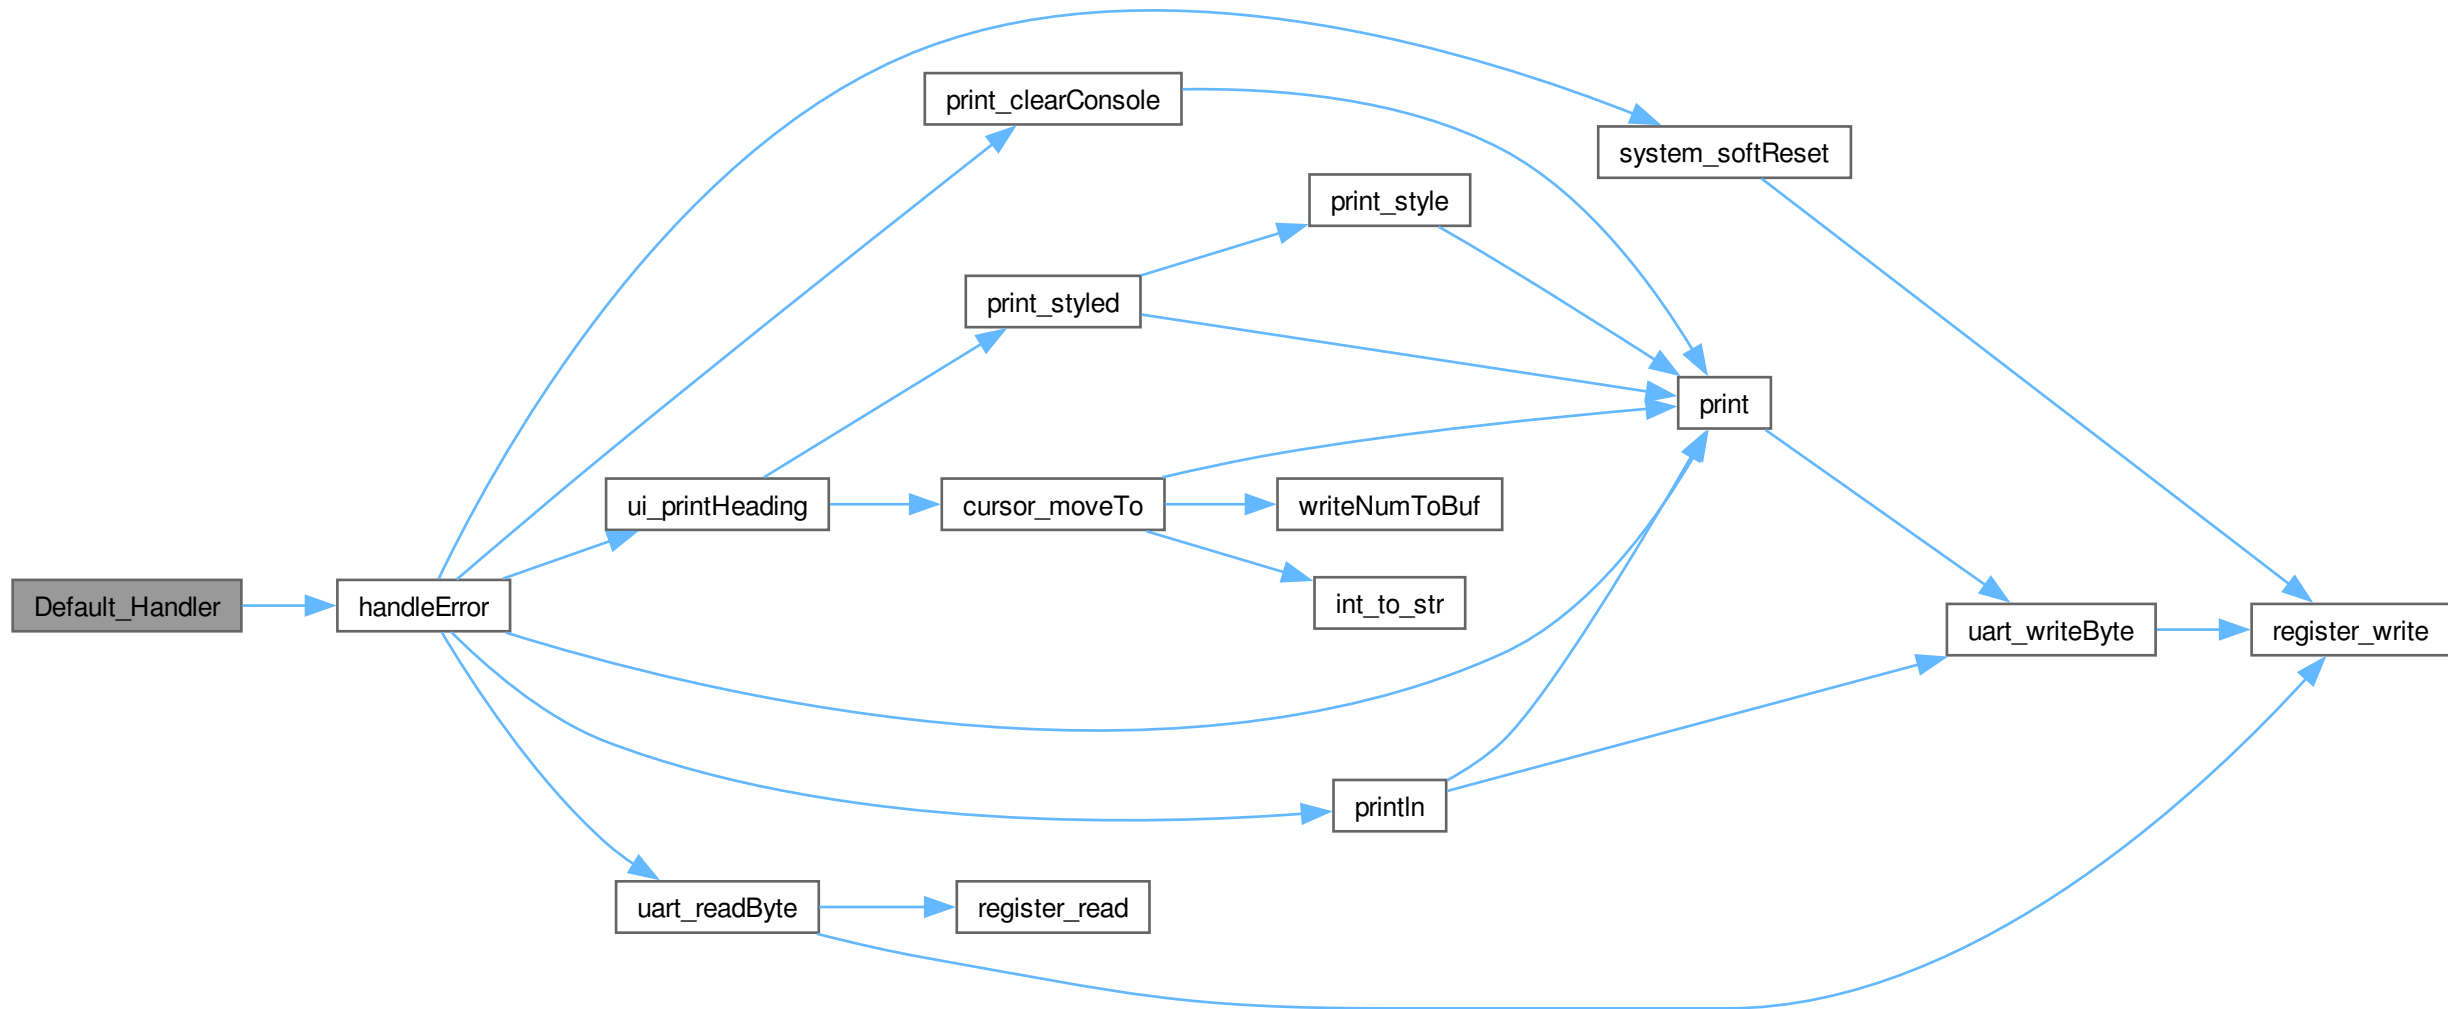 print_clearConsole
system_softReset
print_style
print_styled
print
ui_printHeading
cursor_moveTo
writeNumToBuf
Default_Handler
handleError
int_to_str
uart_writeByte
register_write
println
uart_readByte
register_read